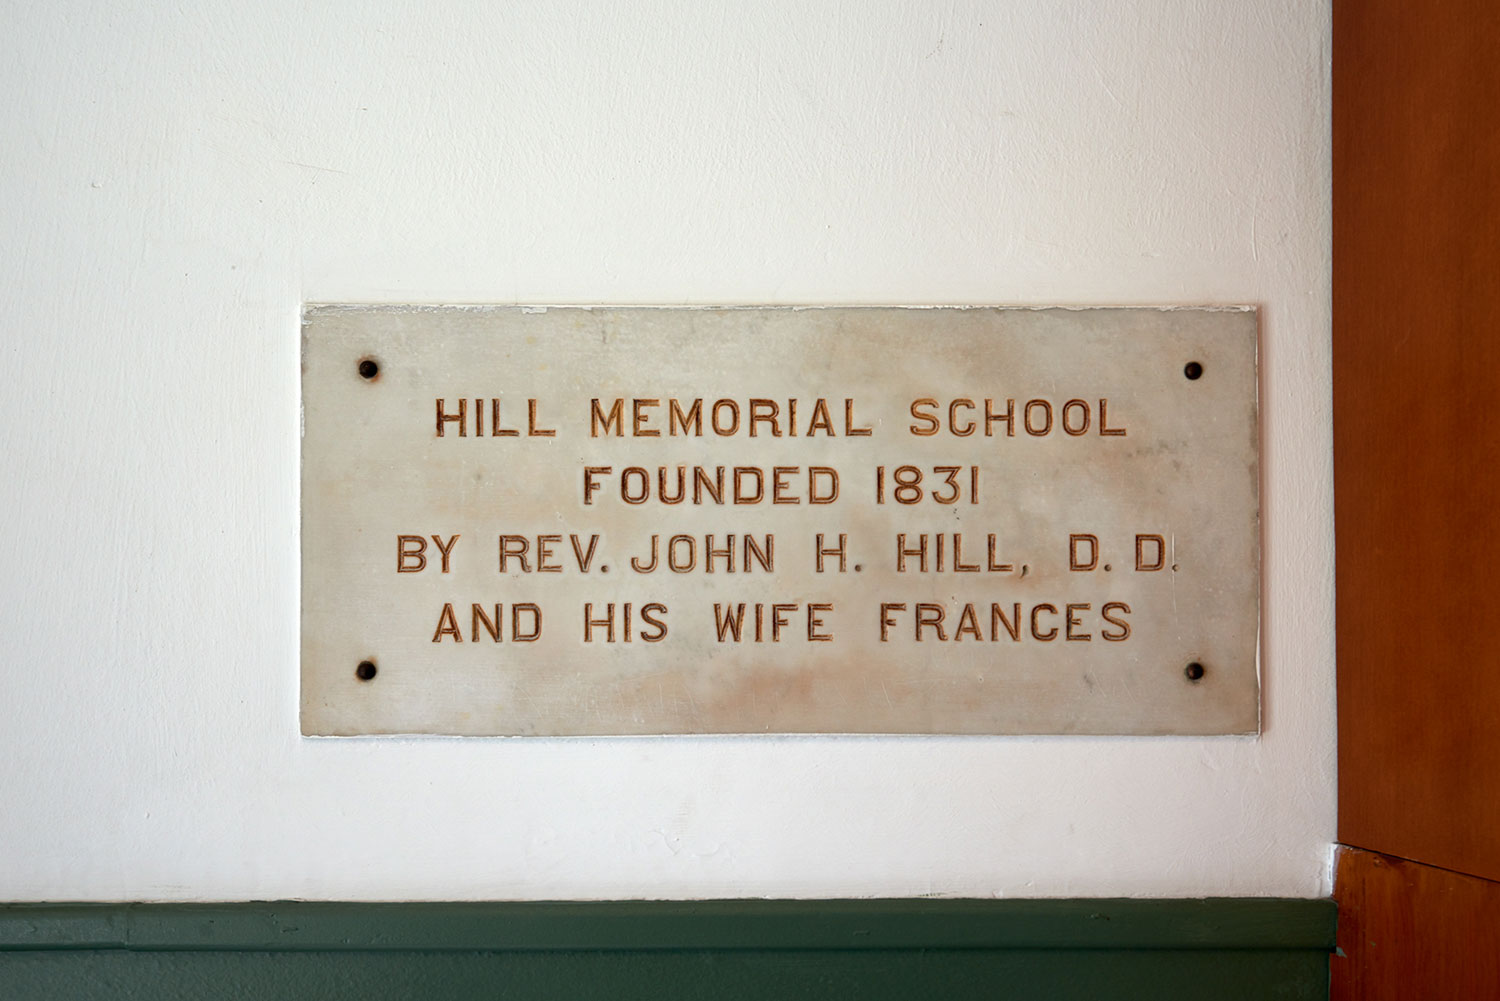 HILL MEMORIAL SCHOOL
FOUNDED 1831
BY REV. JOHN H. HILL, D. D.
AND HIS WIFE FRANCES